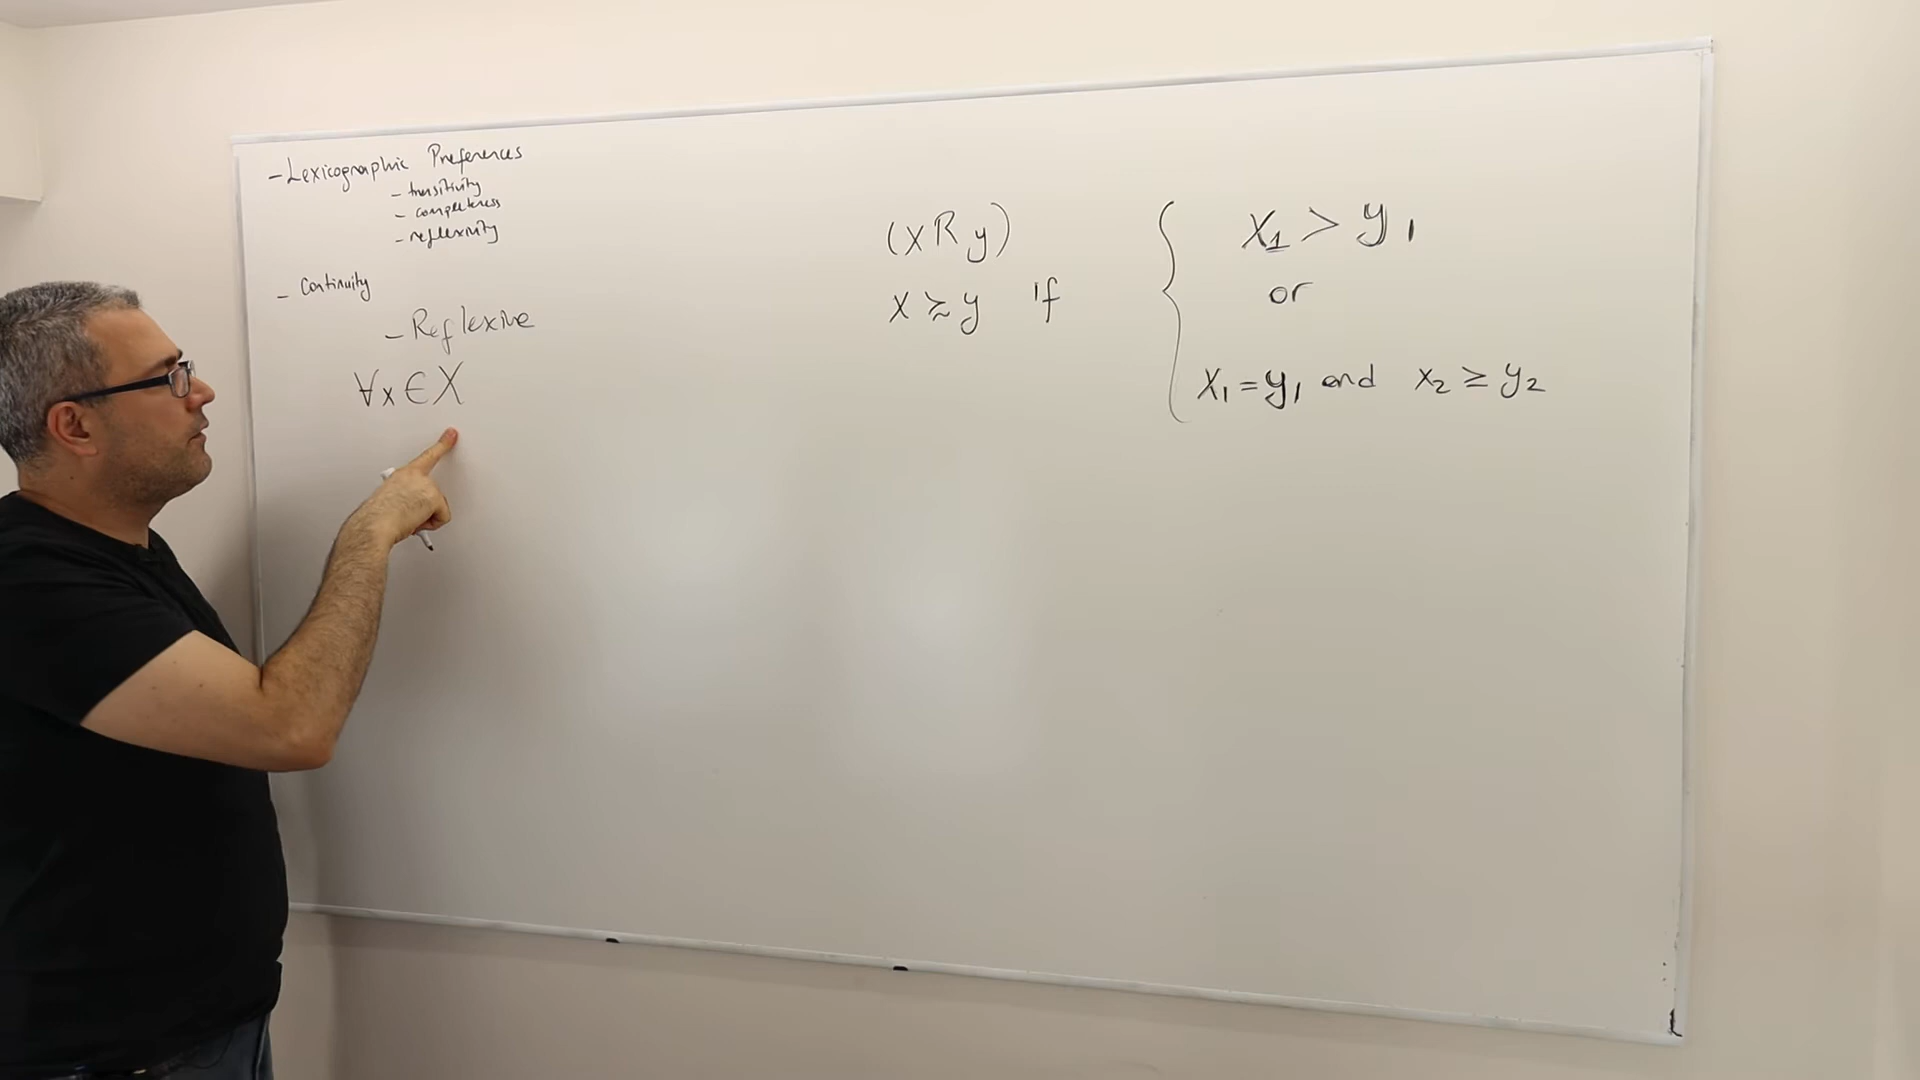 - Lexicographic Preferences
- transitivity
- completeness
- reflexivity
- Continuity
- Reflexive
∀x ∈ X
(x R y)
x ≿ y if
x₁ > y₁
or
x₁ = y₁ and x₂ ≥ y₂